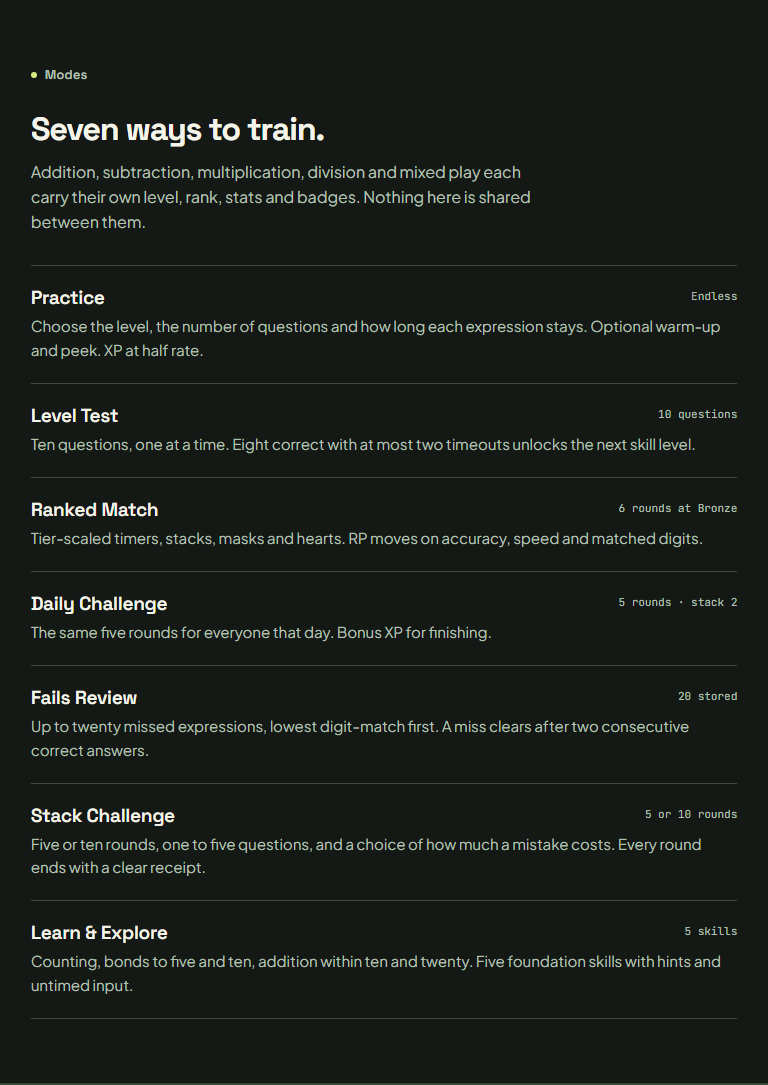 Modes
Seven ways to train.
Addition, subtraction, multiplication, division and mixed play each
carry their own level, rank, stats and badges. Nothing here is shared
between them.
Practice
Endless
Choose the level, the number of questions and how long each expression stays. Optional warm-up
and peek. XP at half rate.
Level Test
10 questions
Ten questions, one at a time. Eight correct with at most two timeouts unlocks the next skill level.
Ranked Match
6 rounds at Bronze
Tier-scaled timers, stacks, masks and hearts. RP moves on accuracy, speed and matched digits.
Daily Challenge
5 rounds · stack 2
The same five rounds for everyone that day. Bonus XP for finishing.
Fails Review
20 stored
Up to twenty missed expressions, lowest digit-match first. A miss clears after two consecutive
correct answers.
Stack Challenge
5 or 10 rounds
Five or ten rounds, one to five questions, and a choice of how much a mistake costs. Every round
ends with a clear receipt.
Learn & Explore
5 skills
Counting, bonds to five and ten, addition within ten and twenty. Five foundation skills with hints and
untimed input.